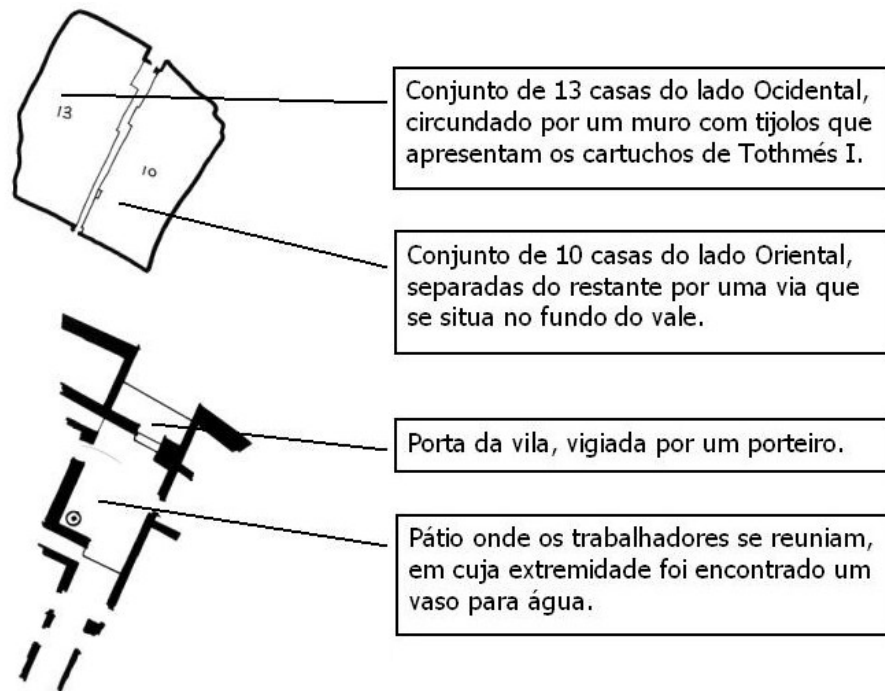 13
Conjunto de 13 casas do lado Ocidental,
circundado por um muro com tijolos que
apresentam os cartuchos de Tothmés I.
10
Conjunto de 10 casas do lado Oriental,
separadas do restante por uma via que
se situa no fundo do vale.
Porta da vila, vigiada por um porteiro.
Pátio onde os trabalhadores se reuniam,
em cuja extremidade foi encontrado um
vaso para água.